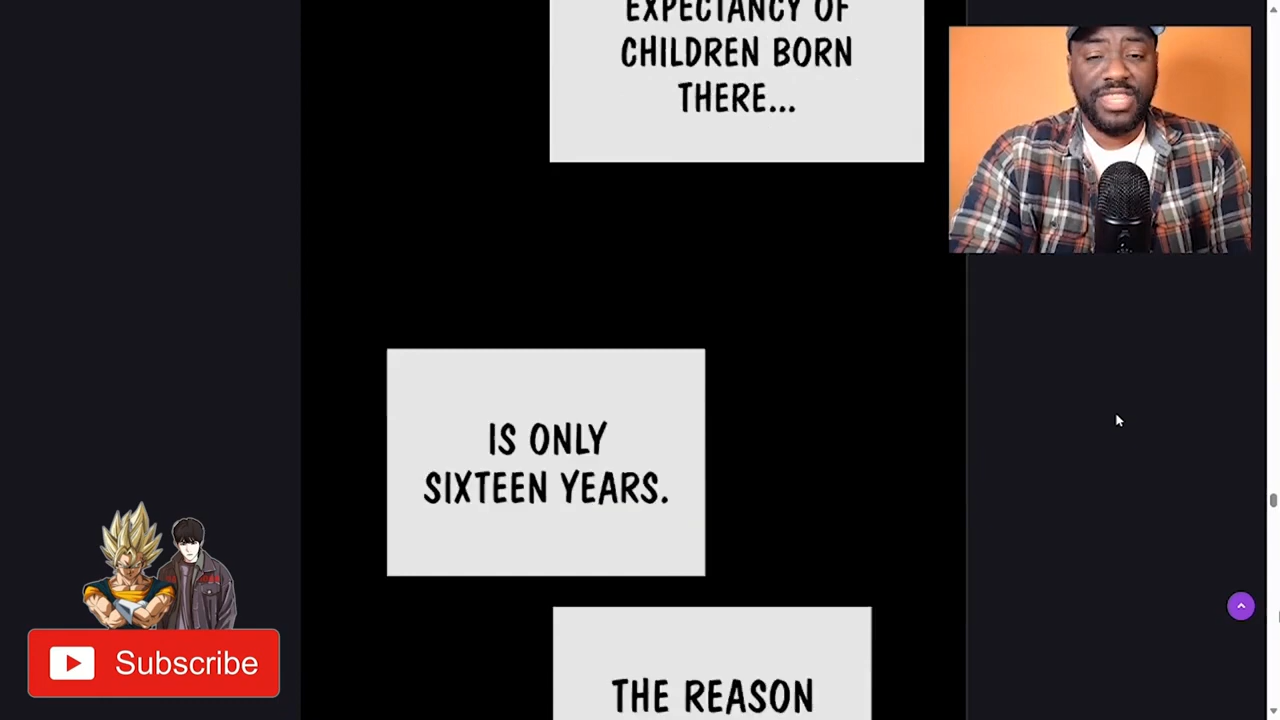 EXPECTANCY OF
CHILDREN BORN
THERE...
IS ONLY
SIXTEEN YEARS.
THE REASON
Subscribe